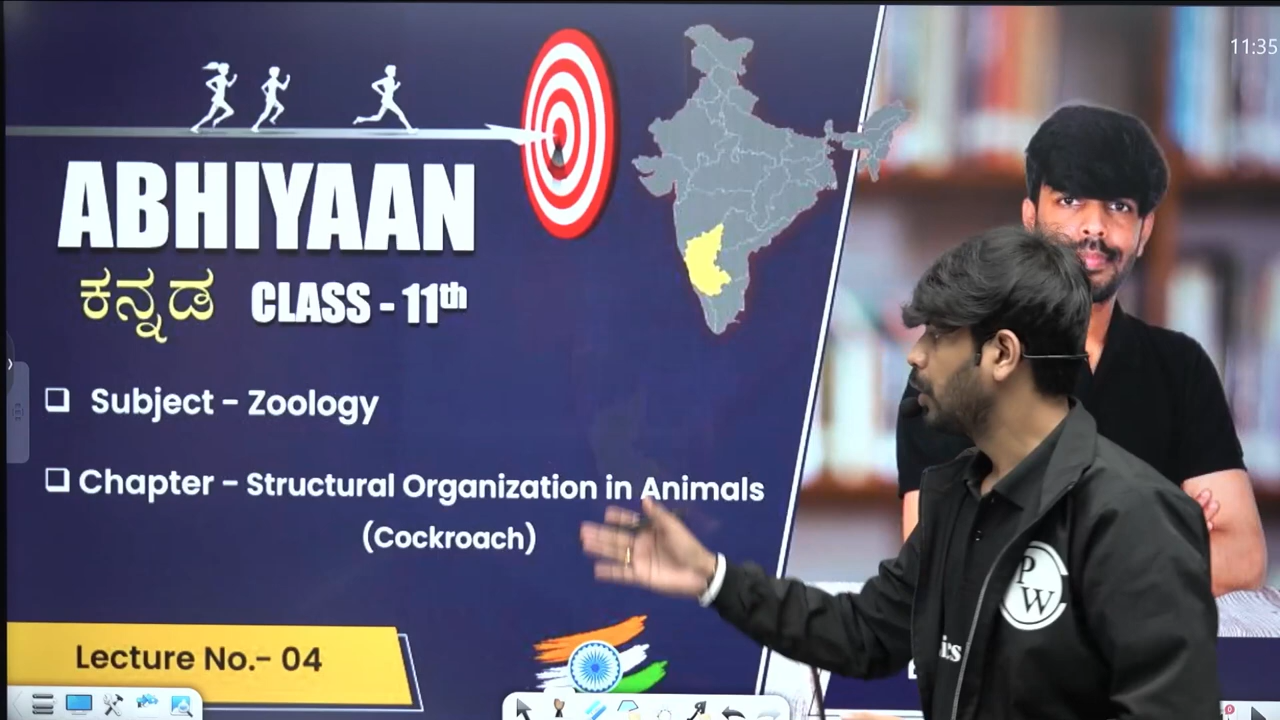 11:35
ABHIYAAN
ಕನ್ನಡ CLASS - 11th
❑ Subject - Zoology
❑ Chapter - Structural Organization in Animals
(Cockroach)
Lecture No.- 04
PW